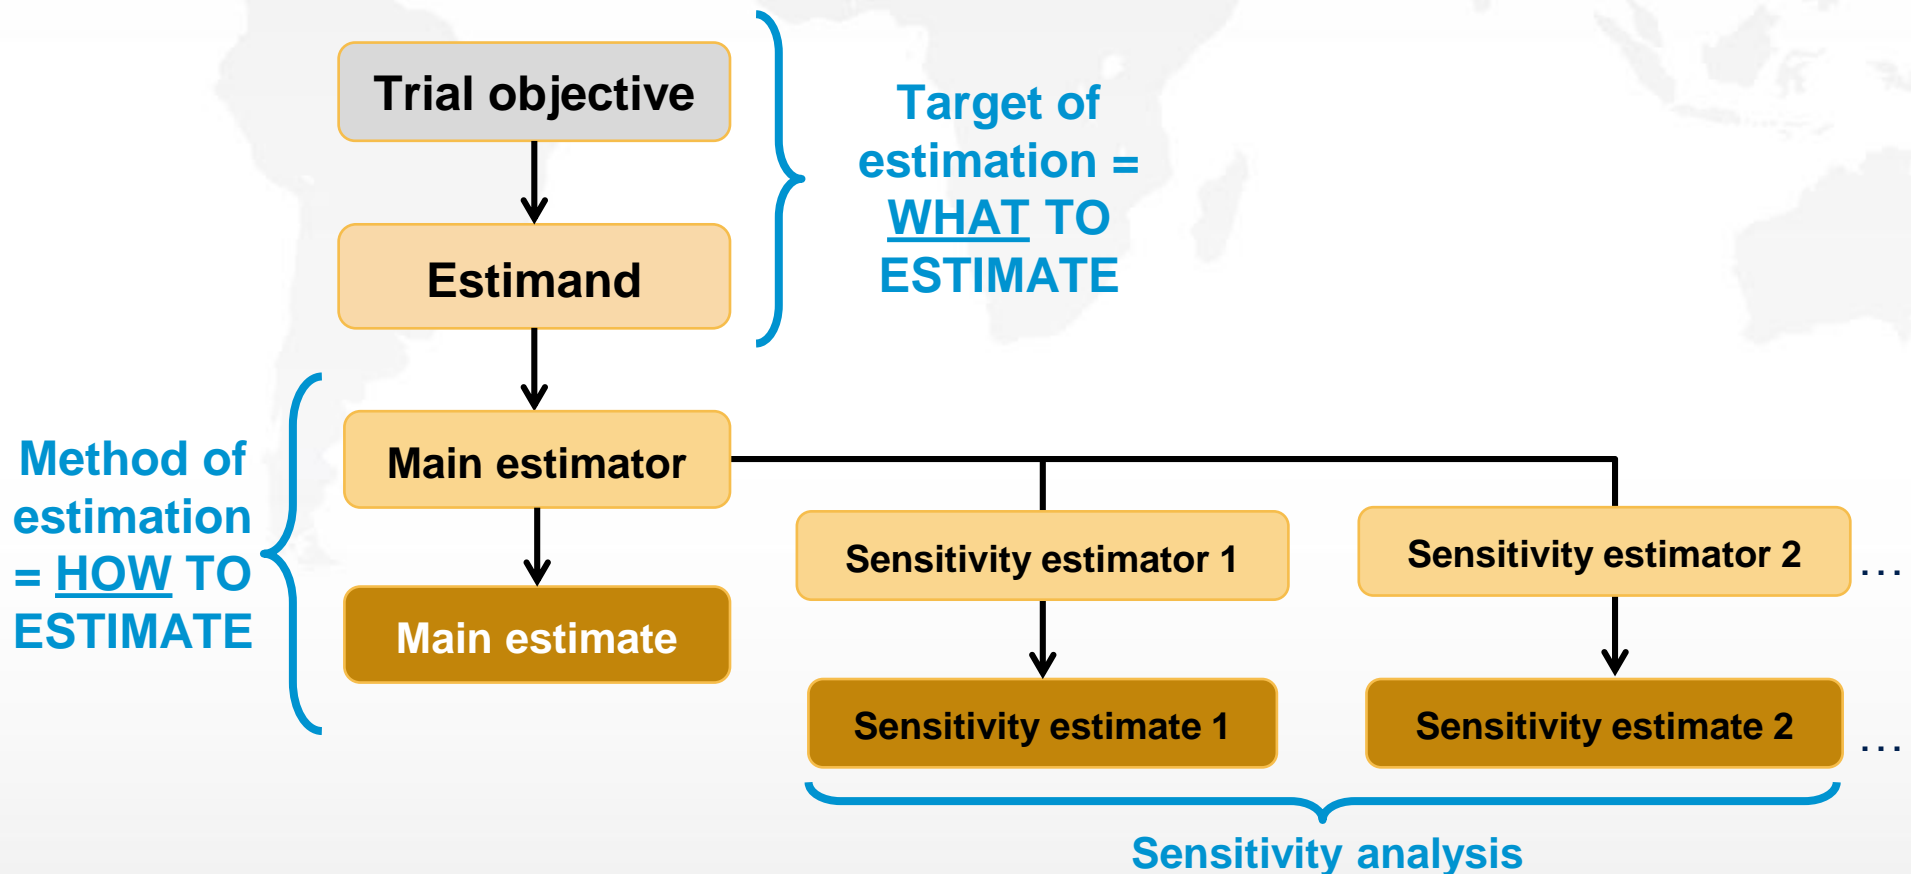 Trial objective
Target of
estimation =
WHAT TO
ESTIMATE
Estimand
Method of
estimation
= HOW TO
ESTIMATE
Main estimator
Main estimate
Sensitivity estimator 1
Sensitivity estimator 2
...
Sensitivity estimate 1
Sensitivity estimate 2
...
Sensitivity analysis